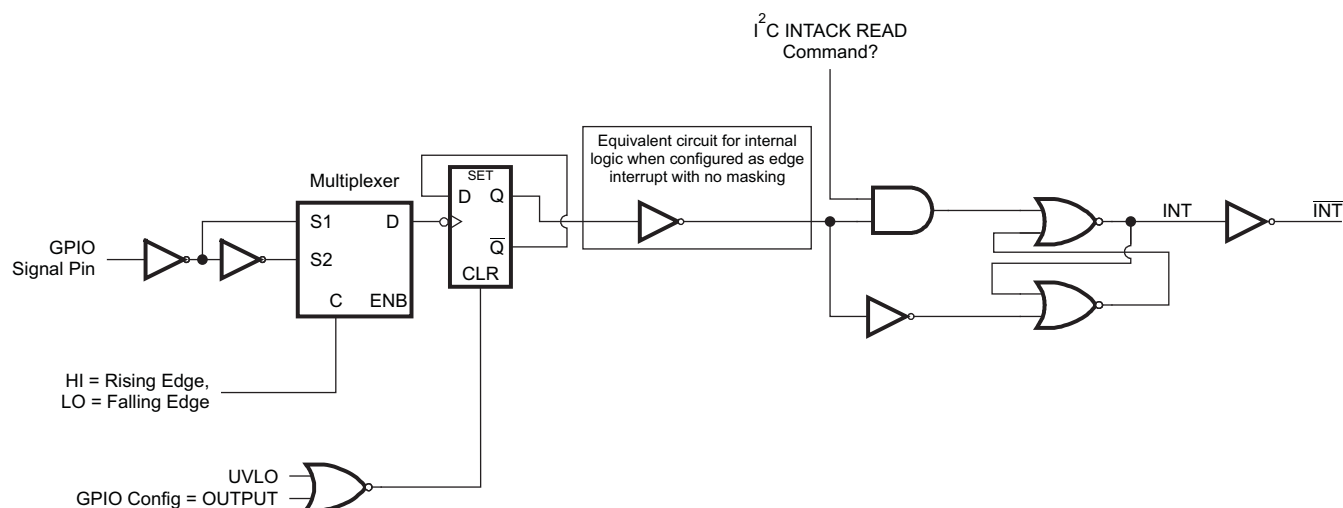 I²C INTACK READ
Command?
Equivalent circuit for internal
logic when configured as edge
interrupt with no masking
Multiplexer
SET
D Q
Q̅
CLR
S1 D
S2
C ENB
GPIO
Signal Pin
INT
I̅N̅T̅
HI = Rising Edge,
LO = Falling Edge
UVLO
GPIO Config = OUTPUT